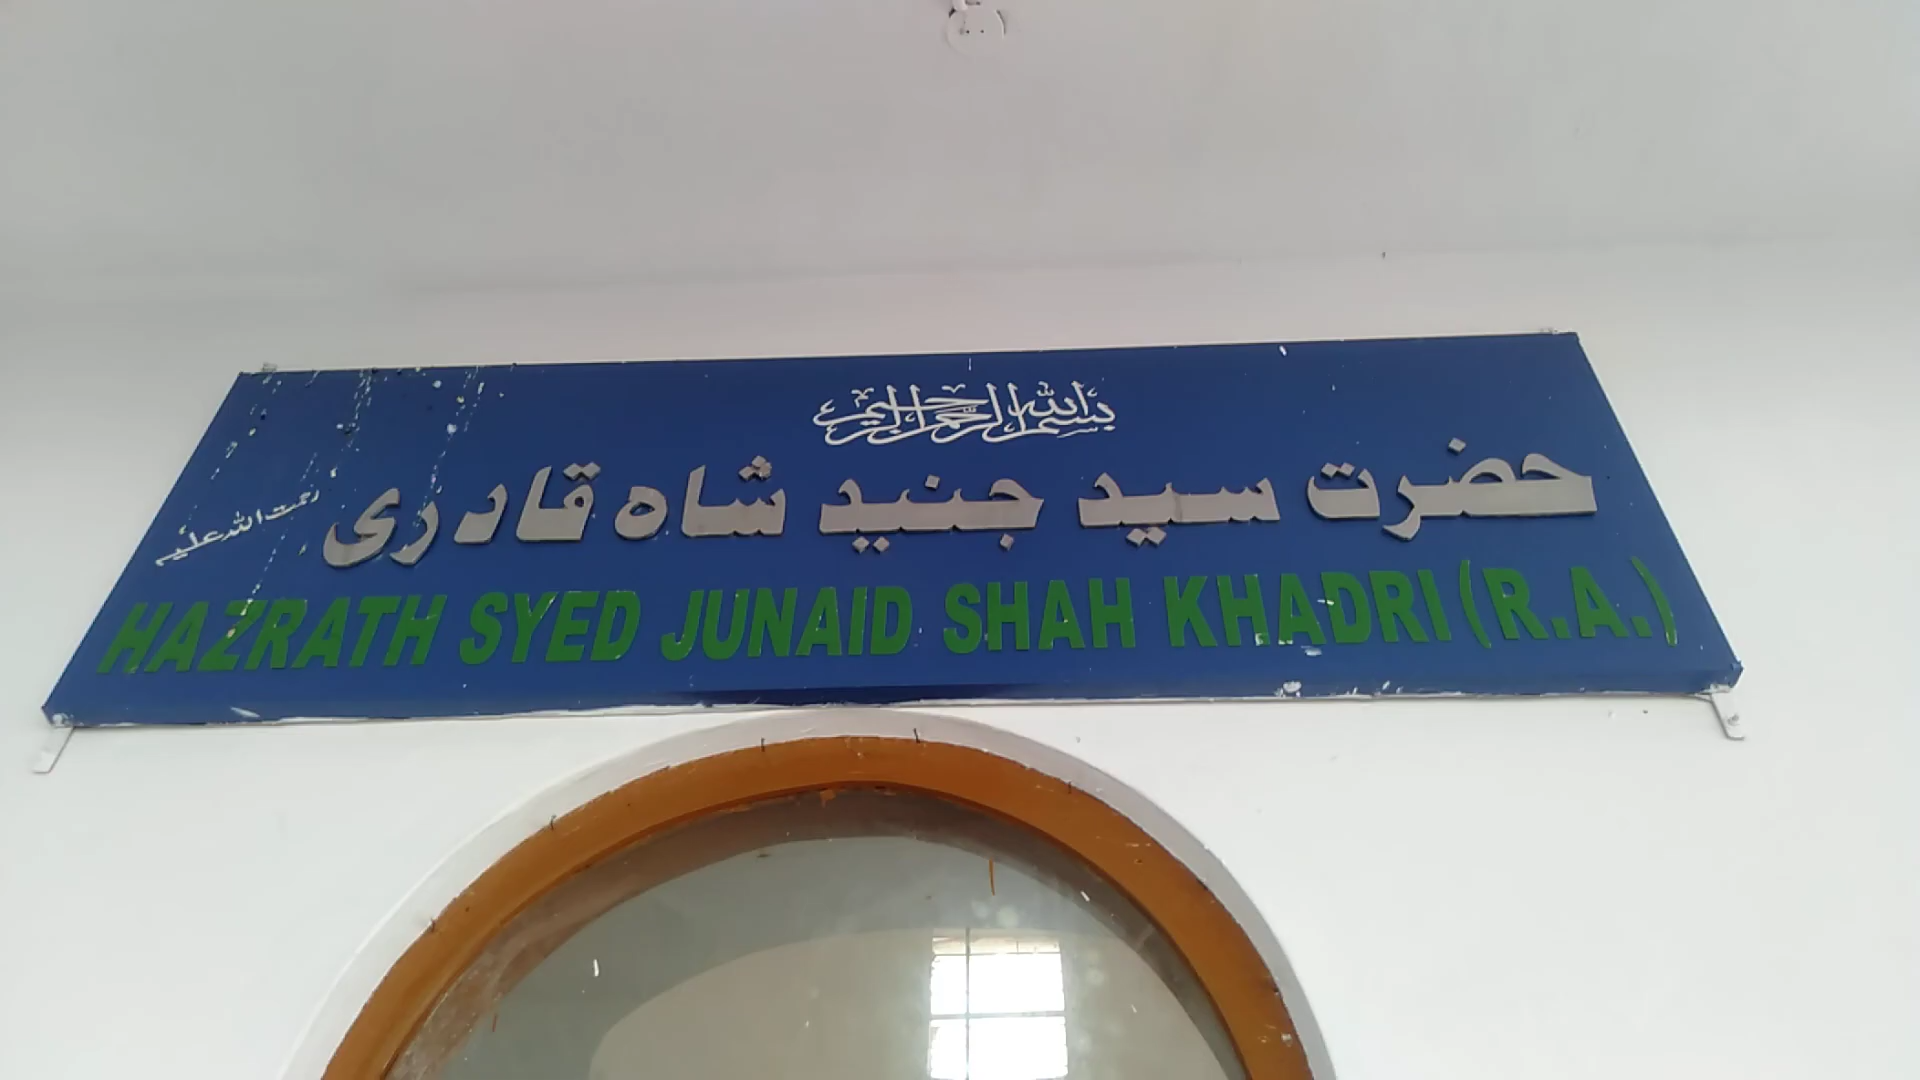 بسم الله الرحمن الرحيم
حضرت سید جنید شاہ قادری رحمت اللہ علیہ
HAZRATH SYED JUNAID SHAH KHADRI (R.A.)